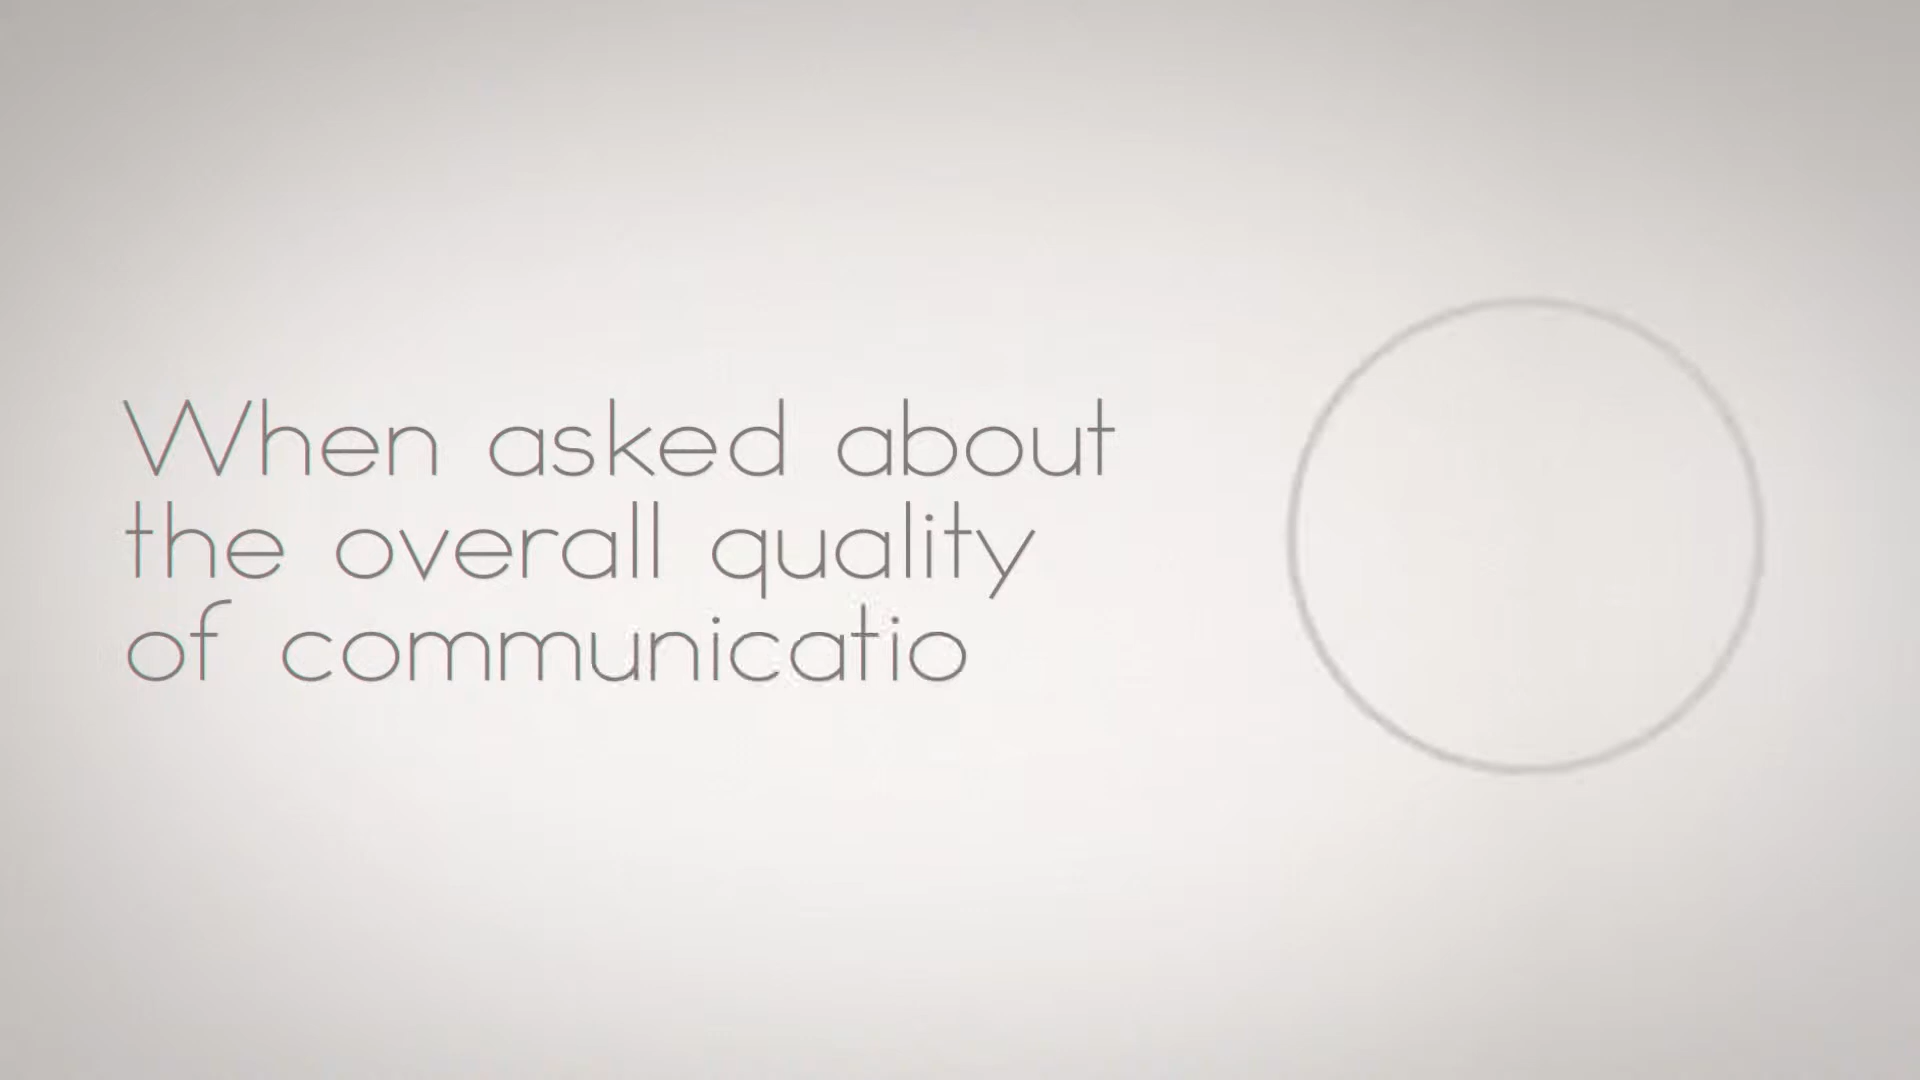 When asked about
the overall quality
of communicatio